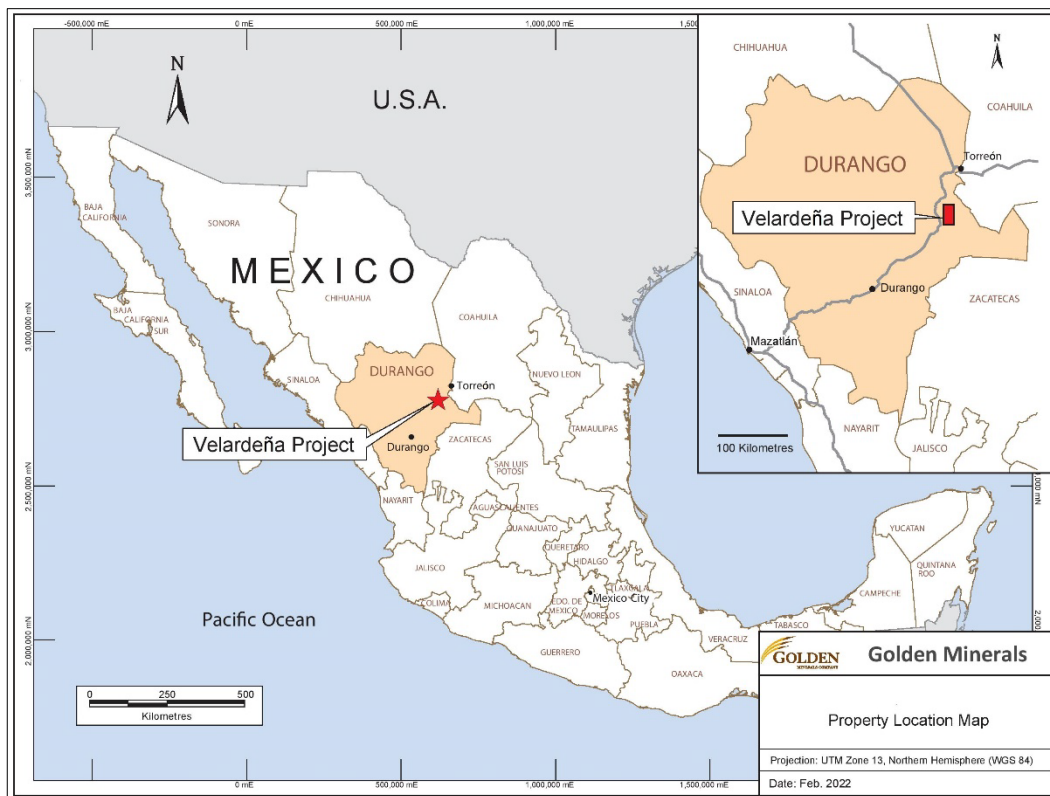 -500,000 mE
0 mE
500,000 mE
1,000,000 mE
N
U.S.A.
3,500,000 mN
BAJA
CALIFORNIA
SONORA
MEXICO
CHIHUAHUA
COAHUILA
3,000,000 mN
BAJA
CALIFORNIA
SUR
SINALOA
DURANGO
Torreón
NUEVO LEON
Velardeña Project
Durango
ZACATECAS
TAMAULIPAS
SAN LUIS
POTOSI
2,500,000 mN
NAYARIT
AGUASCALIENTES
GUANAJUATO
QUERETARO
HIDALGO
YUCATAN
JALISCO
QUINTANA
ROO
TLAXCALA
Mexico City
CAMPECHE
COLIMA
MICHOACAN
EDO. DE
MEXICO
MORELOS
PUEBLA
Pacific Ocean
VERACRUZ
TABASCO
2,000,000 mN
GUERRERO
OAXACA
0 250 500
Kilometres
0 mE
500,000 mE
1,000,000 mE
CHIHUAHUA
N
COAHUILA
DURANGO
Torreón
Velardeña Project
SINALOA
Durango
ZACATECAS
Mazatlán
NAYARIT
JALISCO
100 Kilometres
GOLDEN
MINERALS COMPANY
Golden Minerals
Property Location Map
Projection: UTM Zone 13, Northern Hemisphere (WGS 84)
Date: Feb. 2022